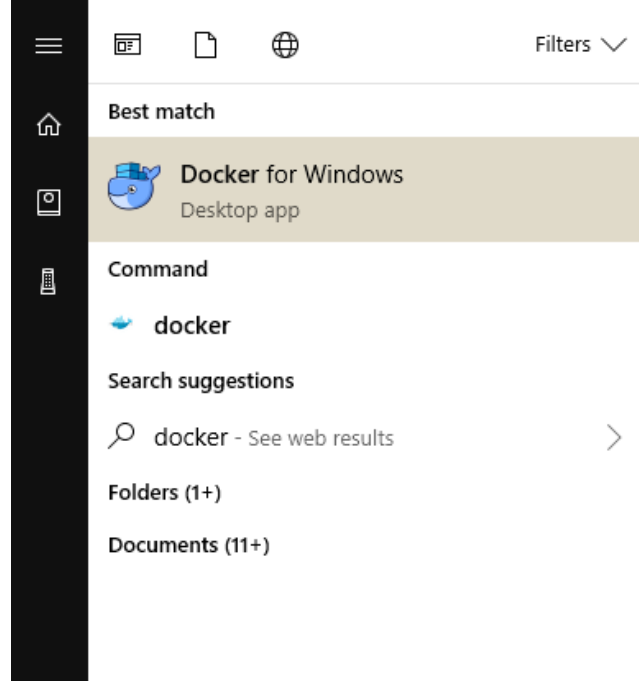 Filters
Best match
Docker for Windows
Desktop app
Command
docker
Search suggestions
docker - See web results
Folders (1+)
Documents (11+)